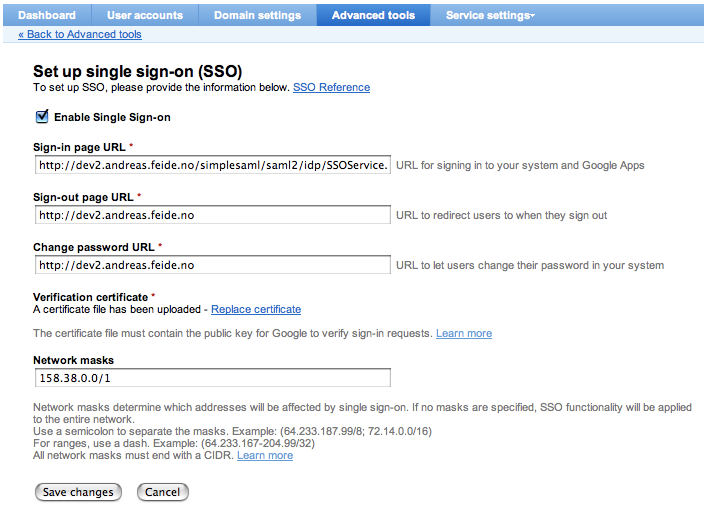 Dashboard User accounts Domain settings Advanced tools Service settings
« Back to Advanced tools
Set up single sign-on (SSO)
To set up SSO, please provide the information below. SSO Reference
Enable Single Sign-on
Sign-in page URL *
http://dev2.andreas.feide.no/simplesaml/saml2/idp/SSOService. URL for signing in to your system and Google Apps
Sign-out page URL *
http://dev2.andreas.feide.no URL to redirect users to when they sign out
Change password URL *
http://dev2.andreas.feide.no URL to let users change their password in your system
Verification certificate *
A certificate file has been uploaded - Replace certificate
The certificate file must contain the public key for Google to verify sign-in requests. Learn more
Network masks
158.38.0.0/1
Network masks determine which addresses will be affected by single sign-on. If no masks are specified, SSO functionality will be applied
to the entire network.
Use a semicolon to separate the masks. Example: (64.233.187.99/8; 72.14.0.0/16)
For ranges, use a dash. Example: (64.233.167-204.99/32)
All network masks must end with a CIDR. Learn more
Save changes Cancel